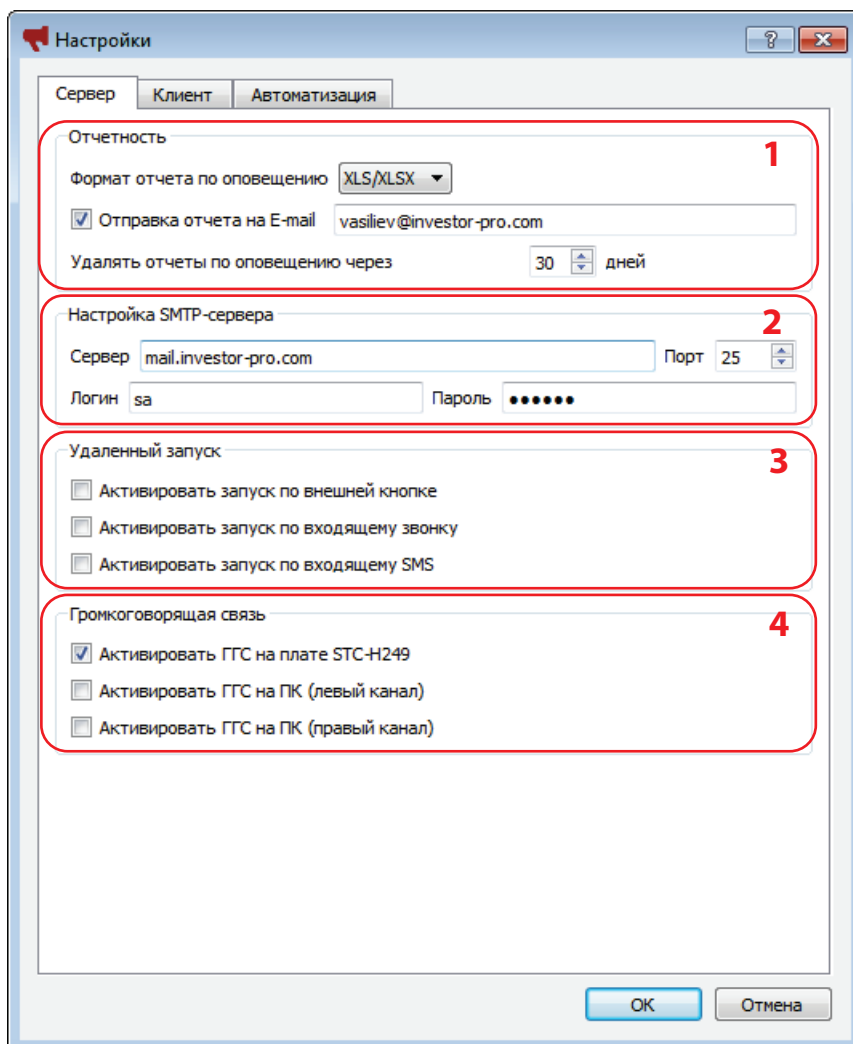 Настройки
Сервер Клиент Автоматизация
Отчетность 1
Формат отчета по оповещению XLS/XLSX
Отправка отчета на E-mail vasiliev@investor-pro.com
Удалять отчеты по оповещению через 30 дней
Настройка SMTP-сервера 2
Сервер mail.investor-pro.com Порт 25
Логин sa Пароль ●●●●●●
Удаленный запуск 3
Активировать запуск по внешней кнопке
Активировать запуск по входящему звонку
Активировать запуск по входящему SMS
Громкоговорящая связь 4
Активировать ГГС на плате STC-H249
Активировать ГГС на ПК (левый канал)
Активировать ГГС на ПК (правый канал)
OK Отмена